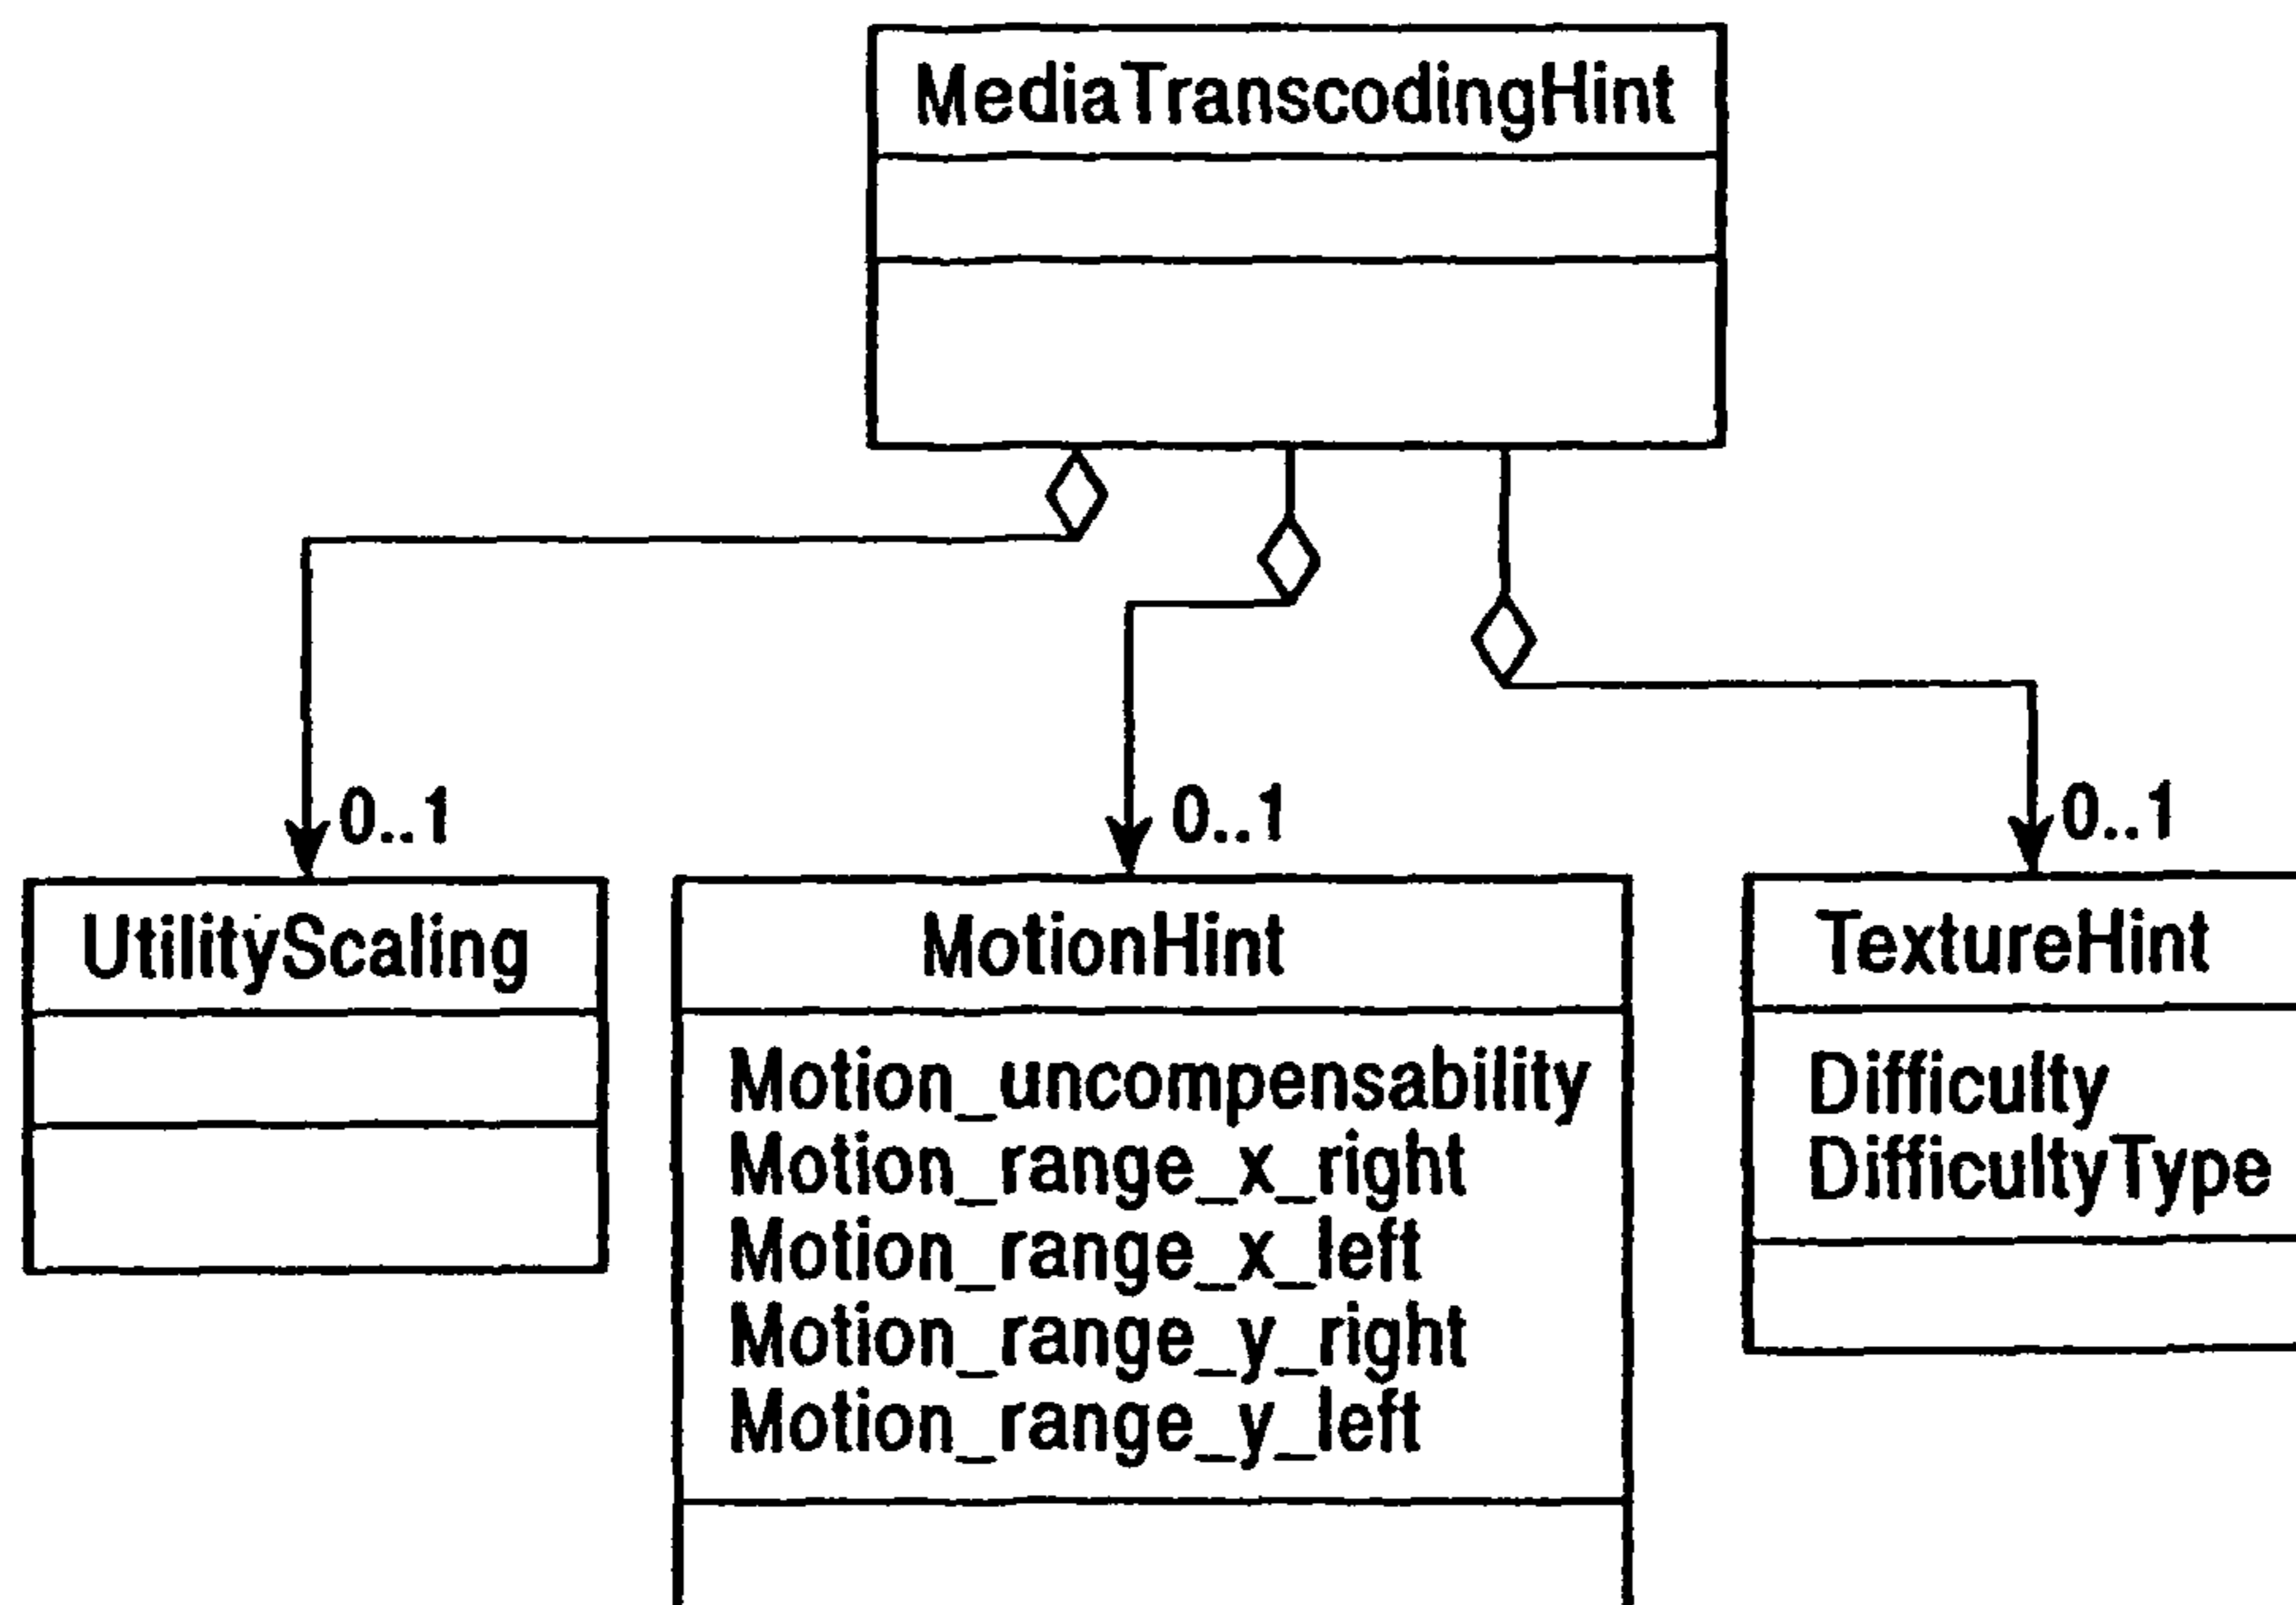 MediaTranscodingHint
0..1
0..1
0..1
UtilityScaling
MotionHint
TextureHint
Motion_uncompensability
Motion_range_x_right
Motion_range_x_left
Motion_range_y_right
Motion_range_y_left
Difficulty
DifficultyType